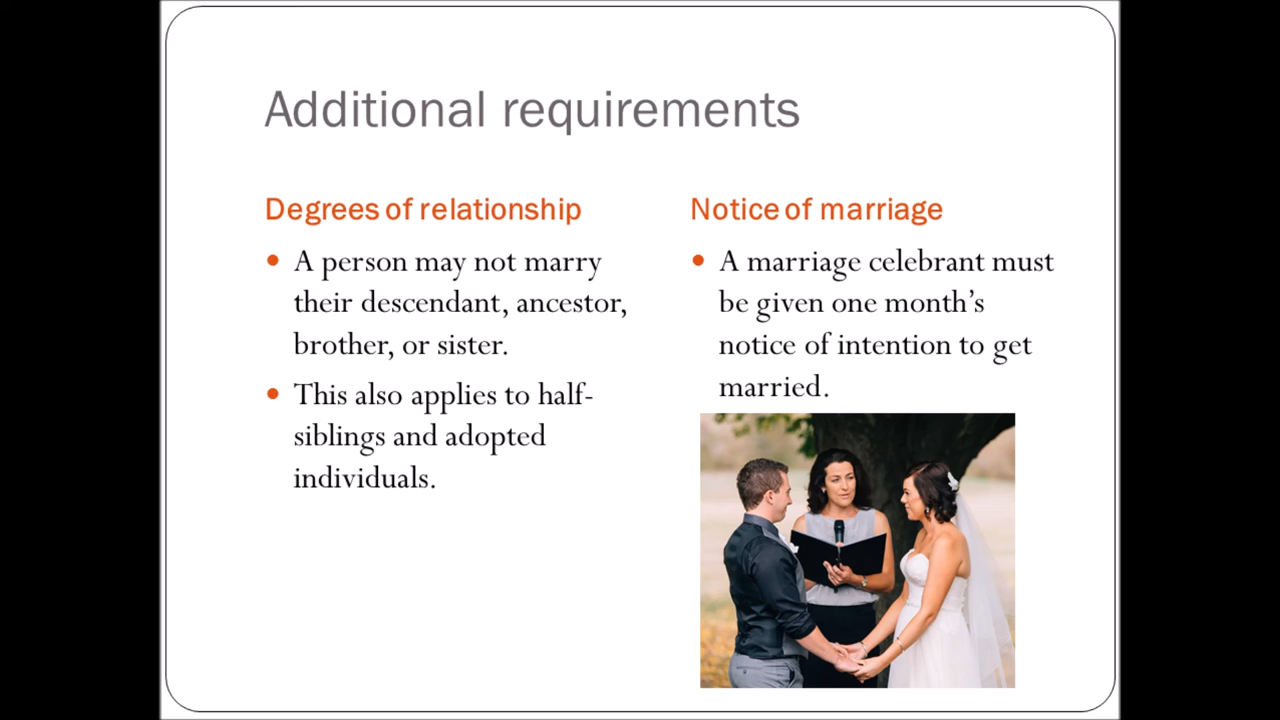 Additional requirements
Degrees of relationship
A person may not marry
their descendant, ancestor,
brother, or sister.
This also applies to half-
siblings and adopted
individuals.
Notice of marriage
A marriage celebrant must
be given one month’s
notice of intention to get
married.